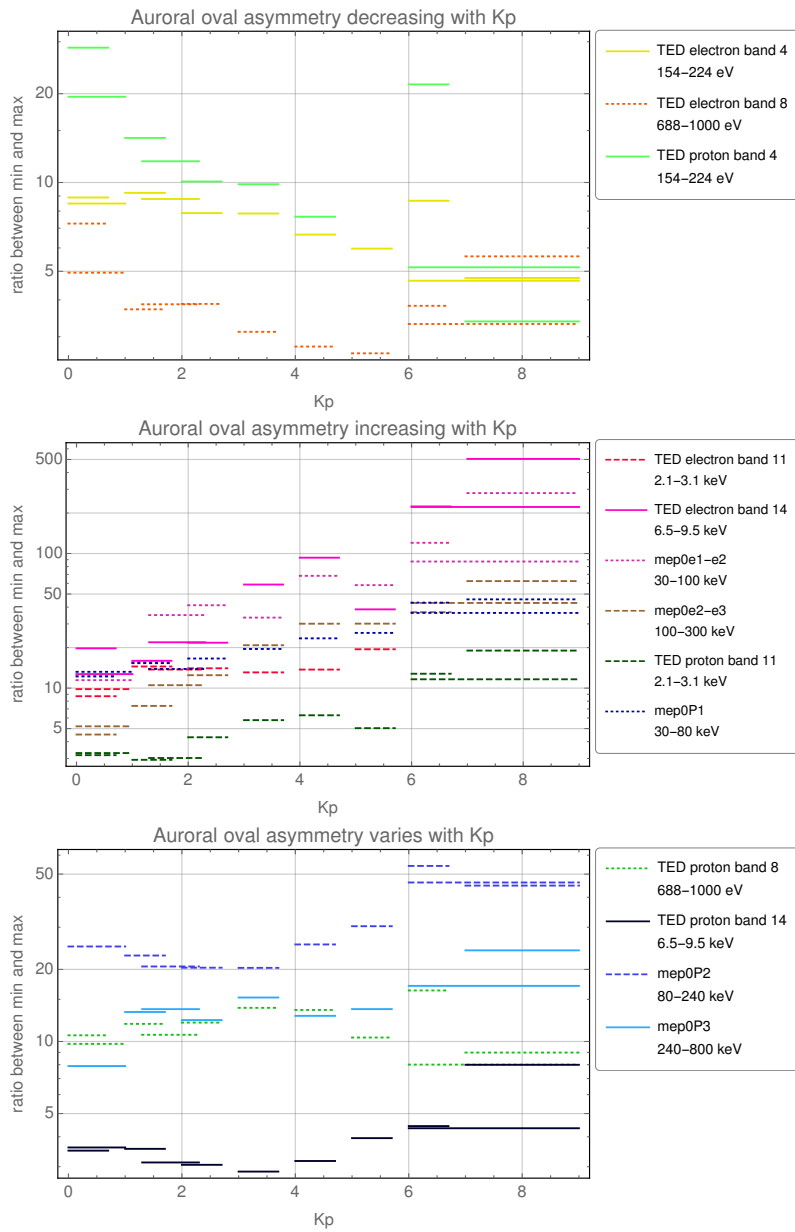 Auroral oval asymmetry decreasing with Kp
ratio between min and max
20
10
5
0
2
4
6
8
Kp
TED electron band 4
154–224 eV
TED electron band 8
688–1000 eV
TED proton band 4
154–224 eV
Auroral oval asymmetry increasing with Kp
ratio between min and max
500
100
50
10
5
0
2
4
6
8
Kp
TED electron band 11
2.1–3.1 keV
TED electron band 14
6.5–9.5 keV
mep0e1-e2
30–100 keV
mep0e2-e3
100–300 keV
TED proton band 11
2.1–3.1 keV
mep0P1
30–80 keV
Auroral oval asymmetry varies with Kp
ratio between min and max
50
20
10
5
0
2
4
6
8
Kp
TED proton band 8
688–1000 eV
TED proton band 14
6.5–9.5 keV
mep0P2
80–240 keV
mep0P3
240–800 keV